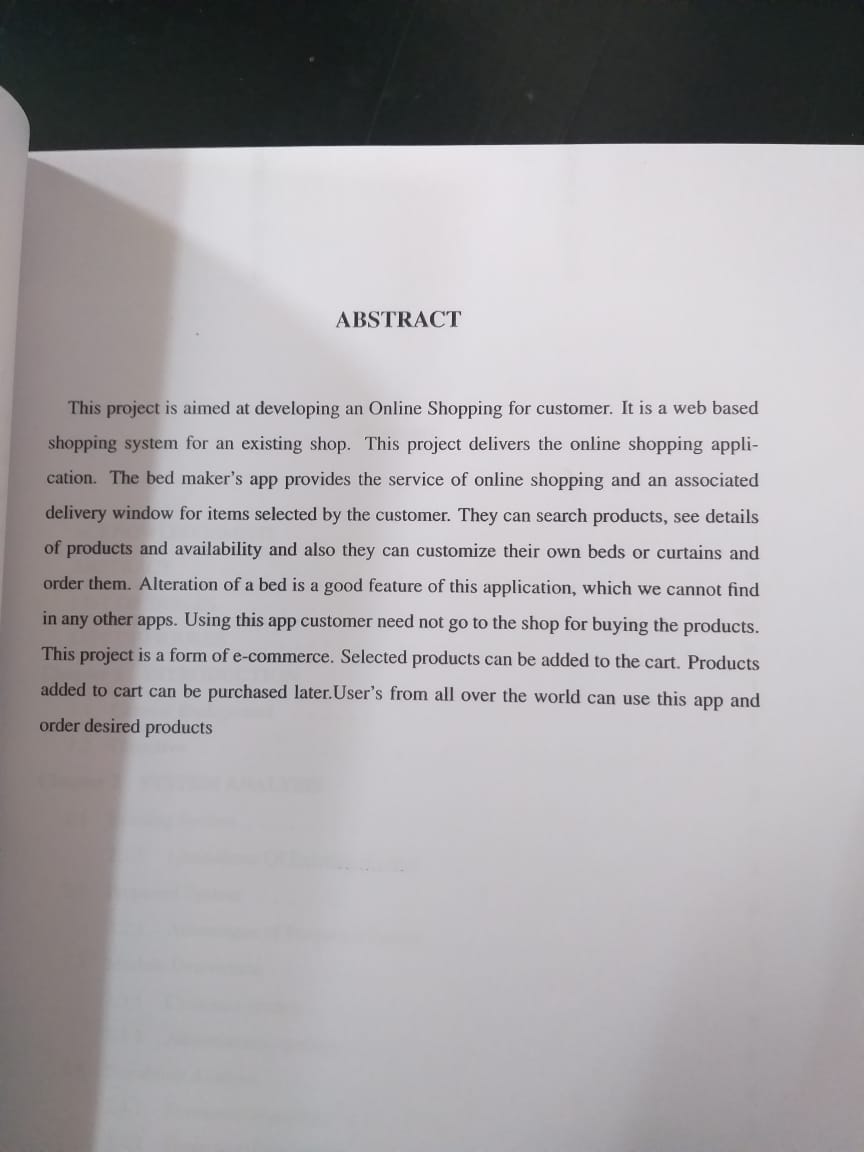 ABSTRACT
This project is aimed at developing an Online Shopping for customer. It is a web based
shopping system for an existing shop. This project delivers the online shopping appli-
cation. The bed maker's app provides the service of online shopping and an associated
delivery window for items selected by the customer. They can search products, see details
of products and availability and also they can customize their own beds or curtains and
order them. Alteration of a bed is a good feature of this application, which we cannot find
in any other apps. Using this app customer need not go to the shop for buying the products.
This project is a form of e-commerce. Selected products can be added to the cart. Products
added to cart can be purchased later.User's from all over the world can use this app and
order desired products